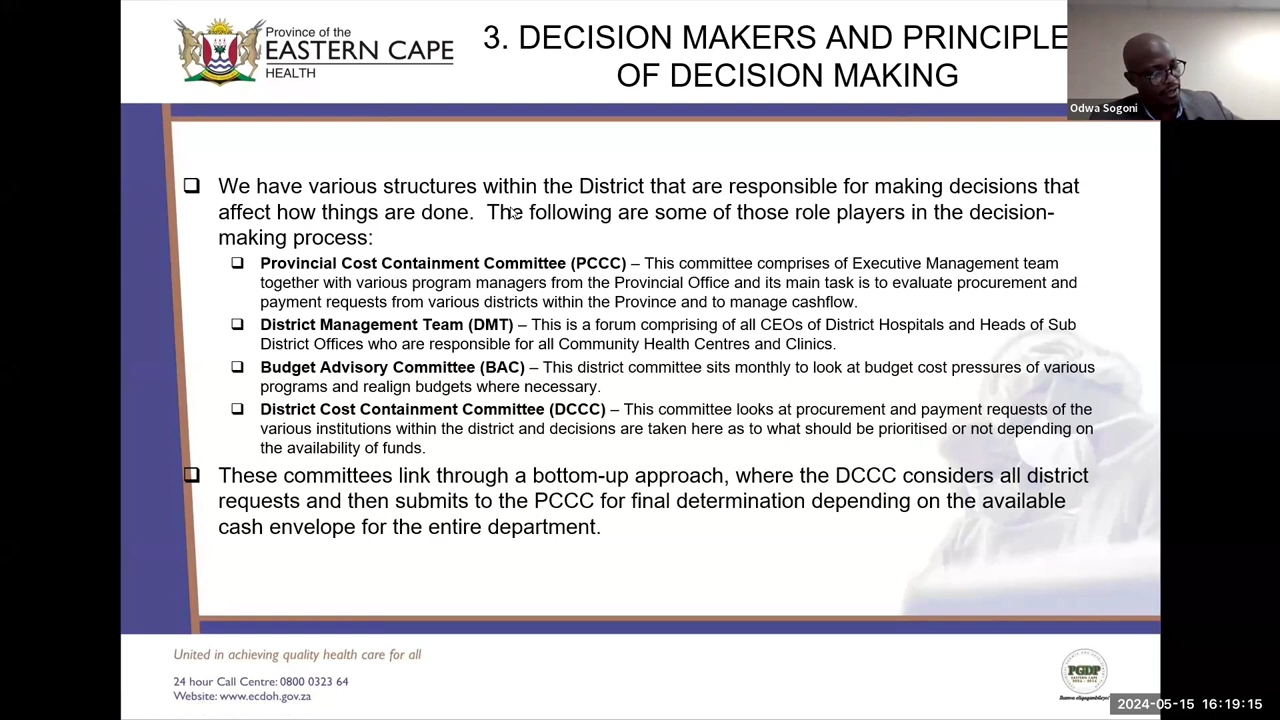 Province of the
EASTERN CAPE
HEALTH
3. DECISION MAKERS AND PRINCIPLE
OF DECISION MAKING
Odwa Sogoni
We have various structures within the District that are responsible for making decisions that
affect how things are done. The following are some of those role players in the decision-
making process:
Provincial Cost Containment Committee (PCCC) – This committee comprises of Executive Management team
together with various program managers from the Provincial Office and its main task is to evaluate procurement and
payment requests from various districts within the Province and to manage cashflow.
District Management Team (DMT) – This is a forum comprising of all CEOs of District Hospitals and Heads of Sub
District Offices who are responsible for all Community Health Centres and Clinics.
Budget Advisory Committee (BAC) – This district committee sits monthly to look at budget cost pressures of various
programs and realign budgets where necessary.
District Cost Containment Committee (DCCC) – This committee looks at procurement and payment requests of the
various institutions within the district and decisions are taken here as to what should be prioritised or not depending on
the availability of funds.
These committees link through a bottom-up approach, where the DCCC considers all district
requests and then submits to the PCCC for final determination depending on the available
cash envelope for the entire department.
United in achieving quality health care for all
24 hour Call Centre: 0800 0323 64
Website: www.ecdoh.gov.za
PGDP
2024-05-15 16:19:15